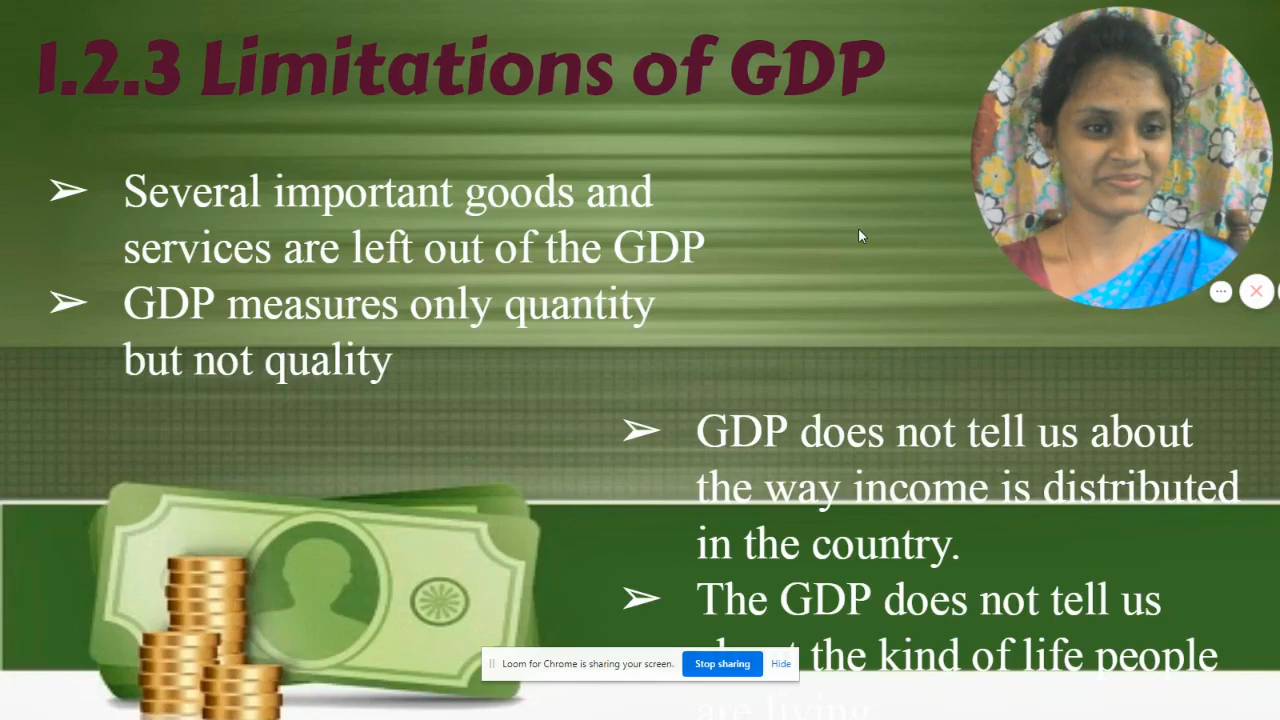 1.2.3 Limitations of GDP
➢ Several important goods and
services are left out of the GDP
➢ GDP measures only quantity
but not quality
➢ GDP does not tell us about
the way income is distributed
in the country.
➢ The GDP does not tell us
about the kind of life people
are living
Loom for Chrome is sharing your screen. Stop sharing Hide